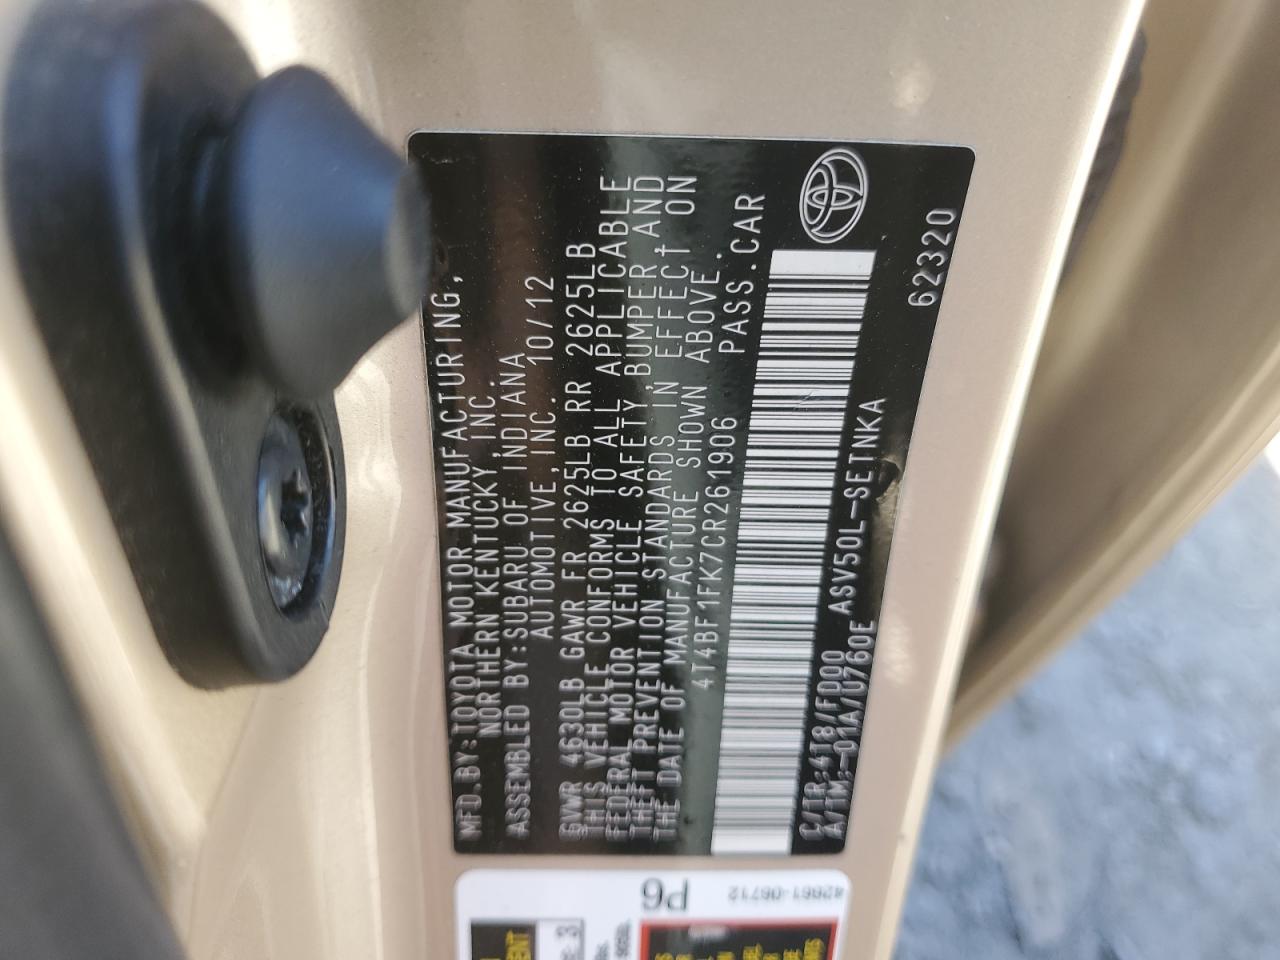 MFD.BY:TOYOTA MOTOR MANUFACTURING,
NORTHERN KENTUCKY,INC.
ASSEMBLED BY:SUBARU OF INDIANA
AUTOMOTIVE,INC. 10/12
GVWR 4630LB GAWR FR 2625LB RR 2625LB
THIS VEHICLE CONFORMS TO ALL APPLICABLE
FEDERAL MOTOR VEHICLE SAFETY,BUMPER,AND
THEFT PREVENTION STANDARDS IN EFFECT ON
THE DATE OF MANUFACTURE SHOWN ABOVE.
4T4BF1FK7CR261906 PASS.CAR
C/TR:4T8/FD00 ASV50L-SETNKA
A/TM:-01A/U760E 62320
P6
42661-06712
3